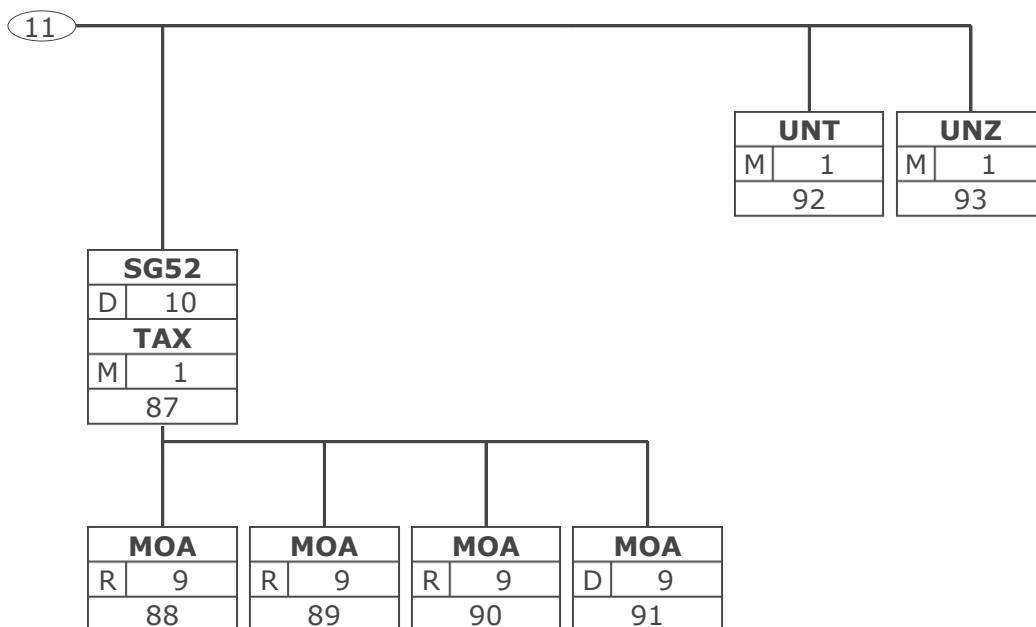 11
UNT
M 1
92
UNZ
M 1
93
SG52
D 10
TAX
M 1
87
MOA
R 9
88
MOA
R 9
89
MOA
R 9
90
MOA
D 9
91